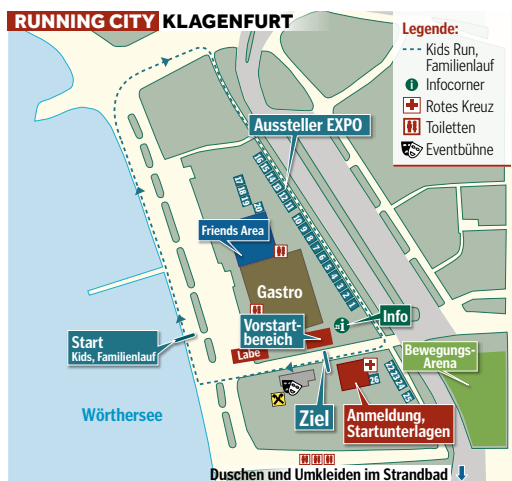 RUNNING CITY KLAGENFURT
Legende:
Kids Run,
Familienlauf
i Infocorner
Rotes Kreuz
Toiletten
Eventbühne
Aussteller EXPO
16
15
14
13
12
11
10
9
8
7
6
5
4
3
2
1
17
18
19
20
Friends Area
Gastro
Vorstart-
bereich
i
Info
Start
Kids, Familienlauf
Labe
Bewegungs-
Arena
22
23
24
25
26
Ziel
Anmeldung,
Startunterlagen
Wörthersee
Duschen und Umkleiden im Strandbad